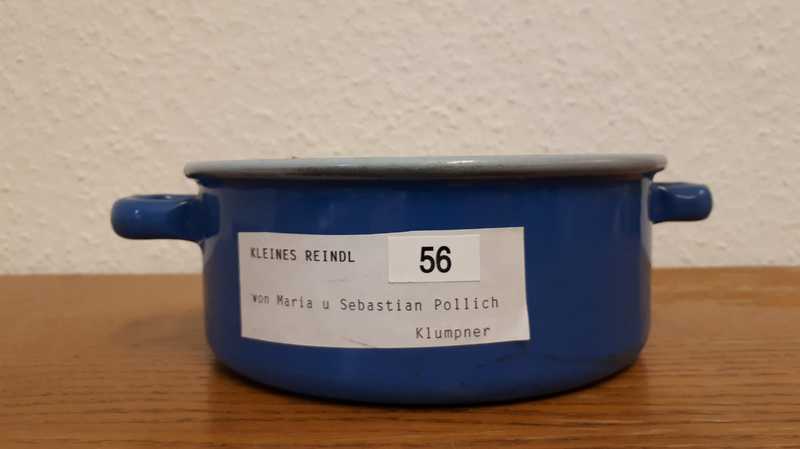 KLEINES REINDL 56
von Maria u Sebastian Pollich
Klumpner